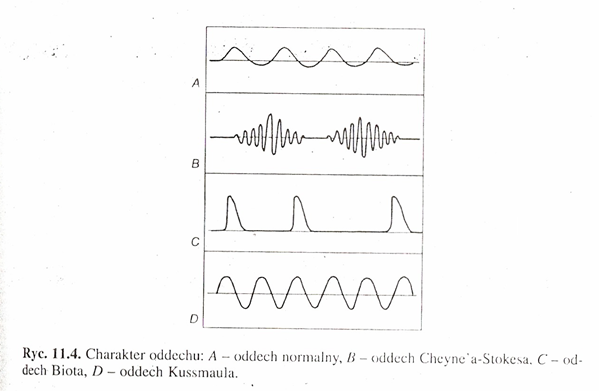 A
B
C
D
Ryc. 11.4. Charakter oddechu: A – oddech normalny, B – oddech Cheyne`a-Stokesa. C – od-
dech Biota, D – oddech Kussmaula.